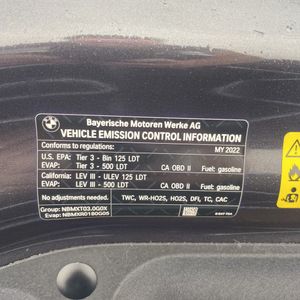 BMW
Bayerische Motoren Werke AG
VEHICLE EMISSION CONTROL INFORMATION
Conforms to regulations: MY 2022
U.S. EPA: Tier 3 - Bin 125 LDT
EVAP: Tier 3 - 500 LDT CA OBD II Fuel: gasoline
California: LEV III - ULEV 125 LDT
EVAP: LEV III - 500 LDT CA OBD II Fuel: gasoline
No adjustments needed. TWC, WR-HO2S, HO2S, DFI, TC, CAC
Group: NBMXT03.0G0X
Evap: NBMXR0180G05